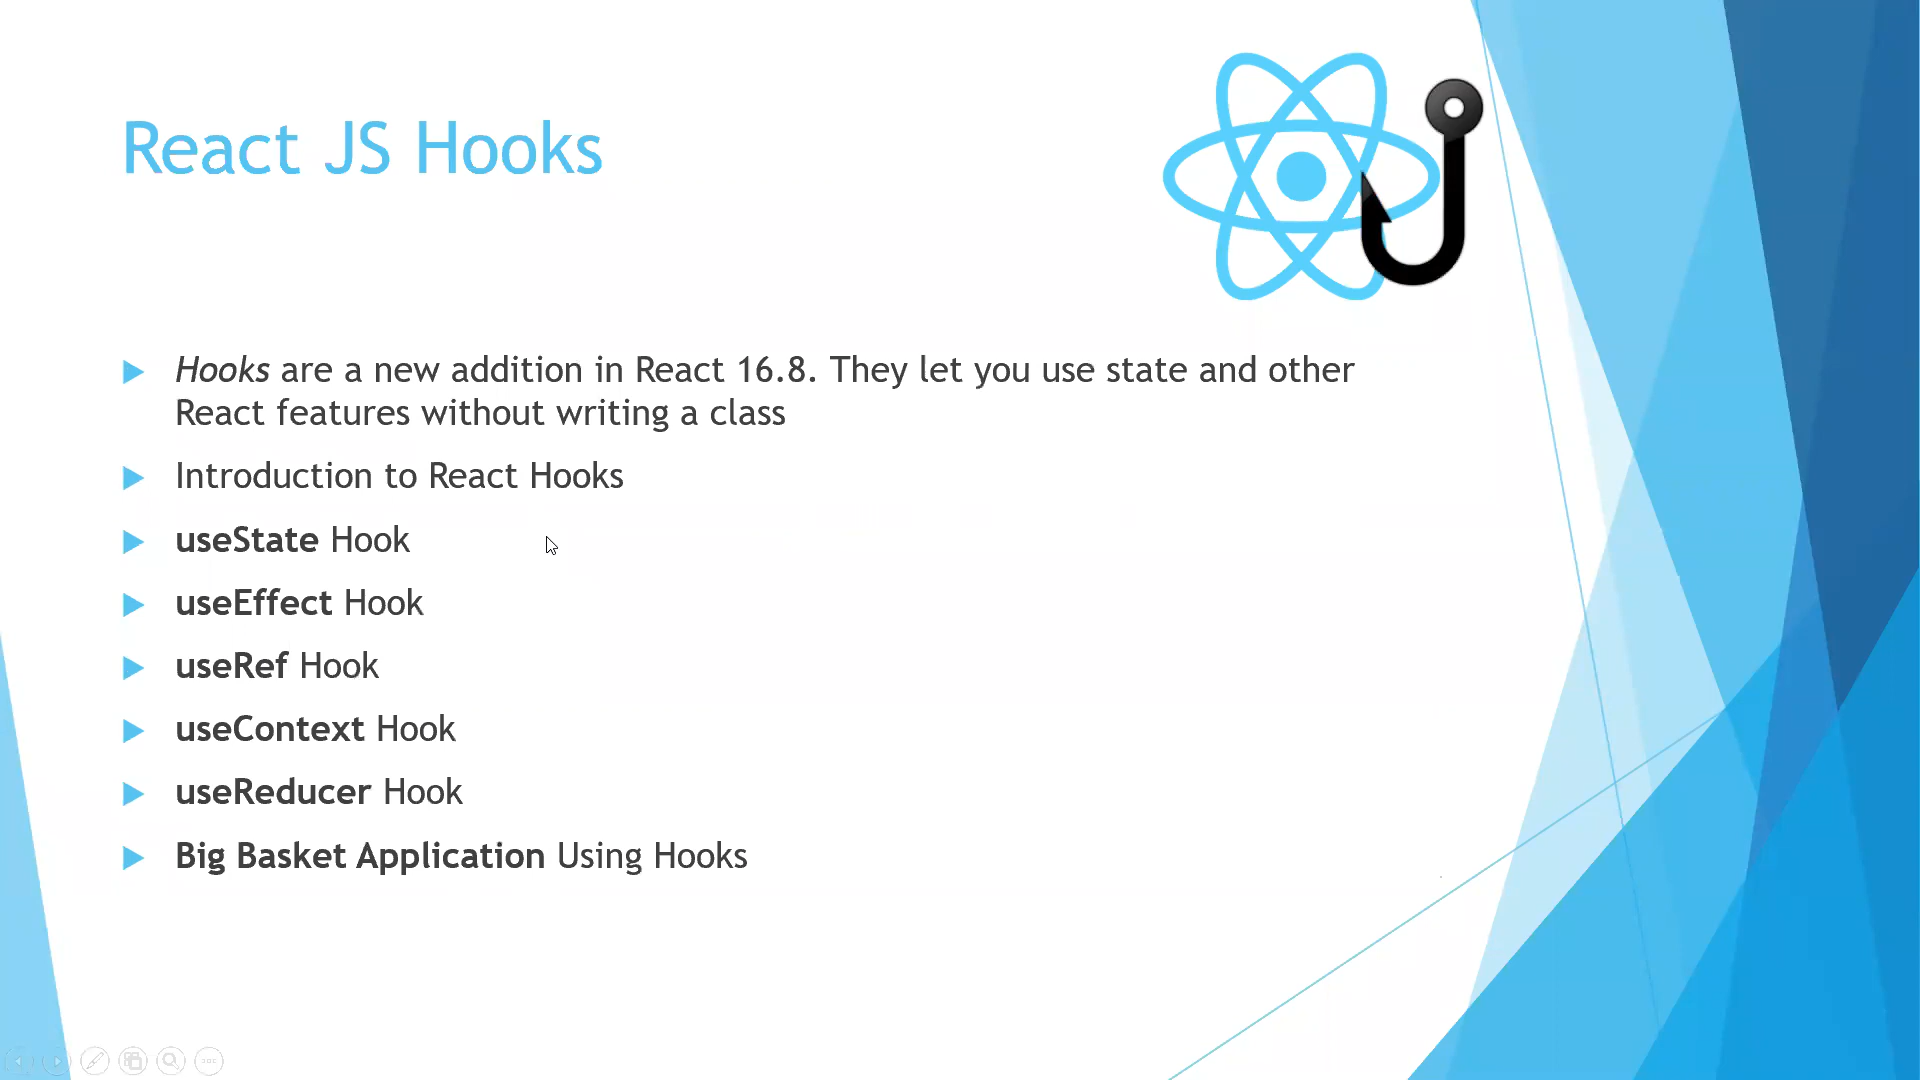 React JS Hooks
Hooks are a new addition in React 16.8. They let you use state and other
React features without writing a class
Introduction to React Hooks
useState Hook
useEffect Hook
useRef Hook
useContext Hook
useReducer Hook
Big Basket Application Using Hooks